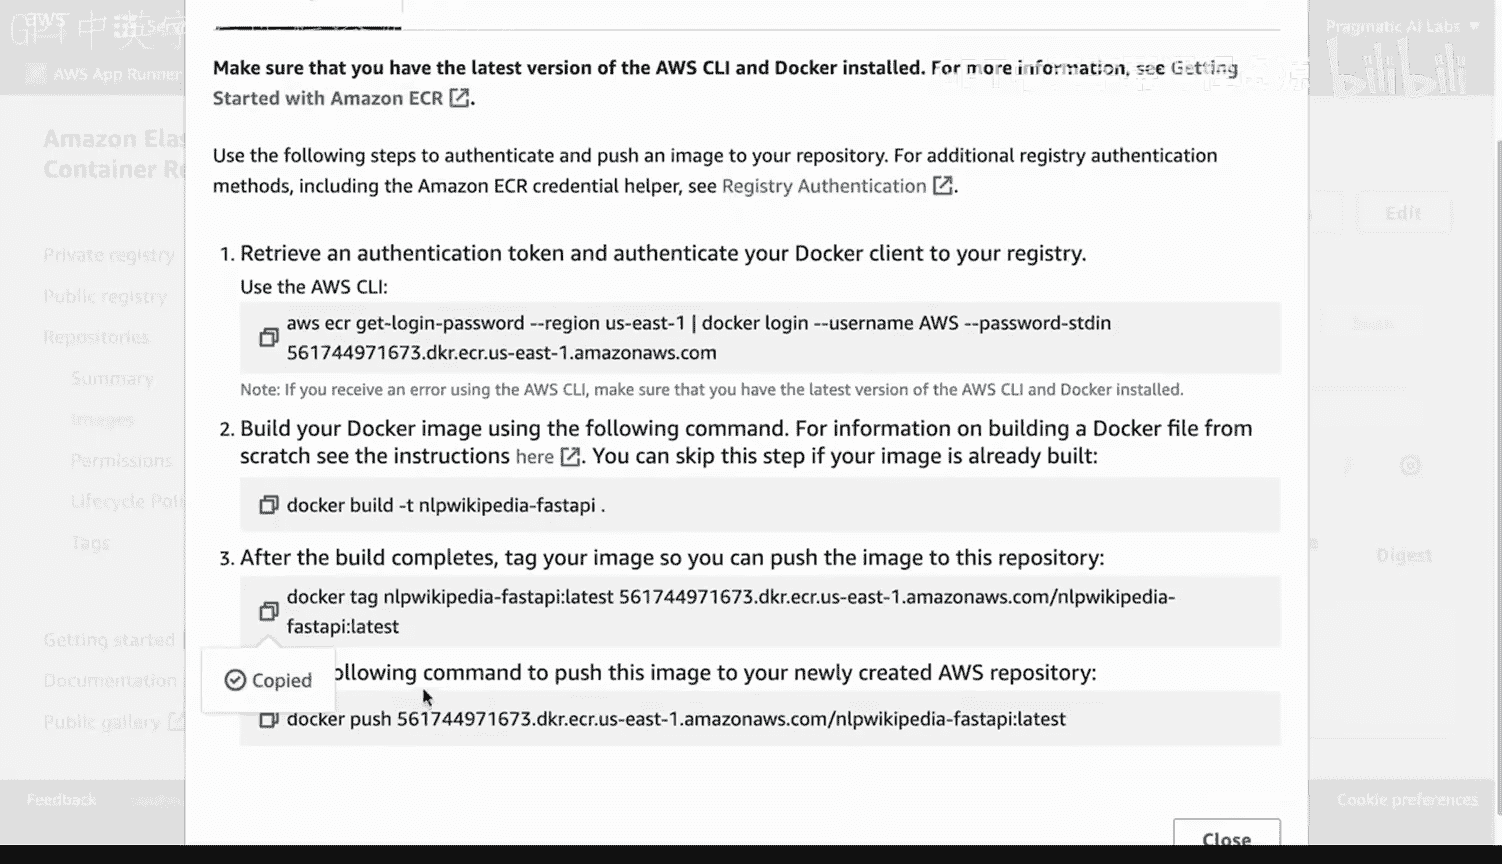 aws
Pragmatic AI Labs
AWS App Runner
bilibili
Make sure that you have the latest version of the AWS CLI and Docker installed. For more information, see Getting
Started with Amazon ECR.
Amazon Elas
Container Re
Use the following steps to authenticate and push an image to your repository. For additional registry authentication
methods, including the Amazon ECR credential helper, see Registry Authentication.
Edit
Private registry
Public registry
Repositories
Summary
Images
Permissions
Lifecycle Poli
Tags
1. Retrieve an authentication token and authenticate your Docker client to your registry.
Use the AWS CLI:
aws ecr get-login-password --region us-east-1 | docker login --username AWS --password-stdin
561744971673.dkr.ecr.us-east-1.amazonaws.com
Note: If you receive an error using the AWS CLI, make sure that you have the latest version of the AWS CLI and Docker installed.
2. Build your Docker image using the following command. For information on building a Docker file from
scratch see the instructions here. You can skip this step if your image is already built:
docker build -t nlpwikipedia-fastapi .
3. After the build completes, tag your image so you can push the image to this repository:
Digest
docker tag nlpwikipedia-fastapi:latest 561744971673.dkr.ecr.us-east-1.amazonaws.com/nlpwikipedia-
fastapi:latest
Getting started
Documentation
Public gallery
Copied
ollowing command to push this image to your newly created AWS repository:
docker push 561744971673.dkr.ecr.us-east-1.amazonaws.com/nlpwikipedia-fastapi:latest
Feedback
Cookie preferences
Close